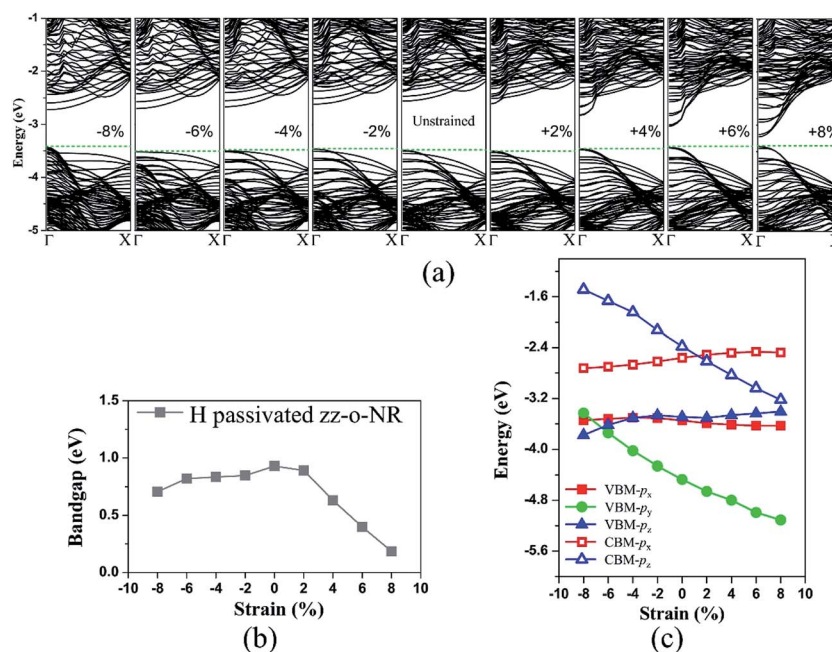 -1
-2
-3
-4
-5
Energy (eV)
-8%
-6%
-4%
-2%
Unstrained
+2%
+4%
+6%
+8%
Γ X Γ X Γ X Γ X Γ X Γ X Γ X Γ X Γ
(a)
1.5
1.0
0.5
0.0
Bandgap (eV)
H passivated zz-o-NR
-10 -8 -6 -4 -2 0 2 4 6 8 10
Strain (%)
(b)
-1.6
-2.4
-3.2
-4.0
-4.8
-5.6
Energy (eV)
VBM-px
VBM-py
VBM-pz
CBM-px
CBM-pz
-10 -8 -6 -4 -2 0 2 4 6 8 10
Strain (%)
(c)